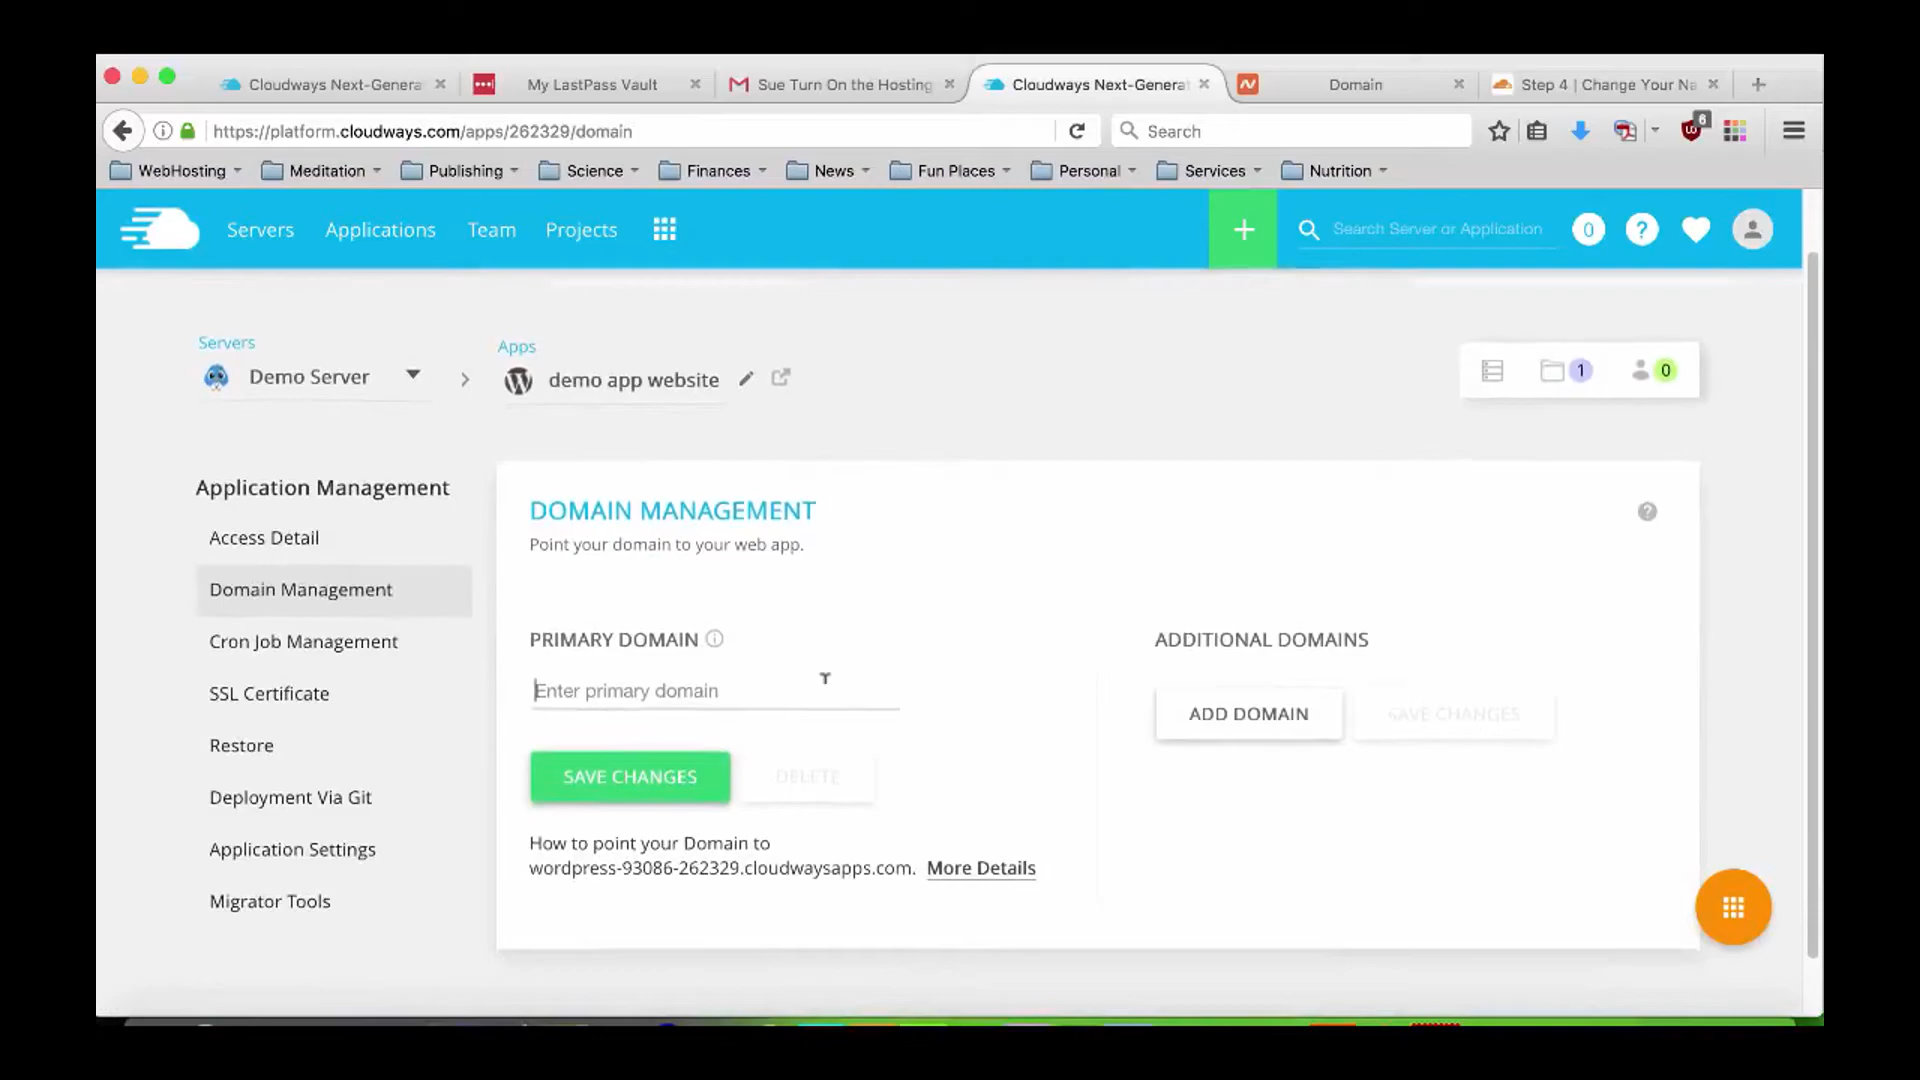 Cloudways Next-Genera
My LastPass Vault
Sue Turn On the Hosting
Cloudways Next-Generat
Domain
Step 4 | Change Your Na
https://platform.cloudways.com/apps/262329/domain
Search
6
WebHosting
Meditation
Publishing
Science
Finances
News
Fun Places
Personal
Services
Nutrition
Servers
Applications
Team
Projects
+
Search Server or Application
0
?
Servers
Demo Server
Apps
demo app website
1
0
Application Management
Access Detail
Domain Management
Cron Job Management
SSL Certificate
Restore
Deployment Via Git
Application Settings
Migrator Tools
DOMAIN MANAGEMENT
Point your domain to your web app.
?
PRIMARY DOMAIN
Enter primary domain
SAVE CHANGES
DELETE
How to point your Domain to
wordpress-93086-262329.cloudwaysapps.com. More Details
ADDITIONAL DOMAINS
ADD DOMAIN
SAVE CHANGES